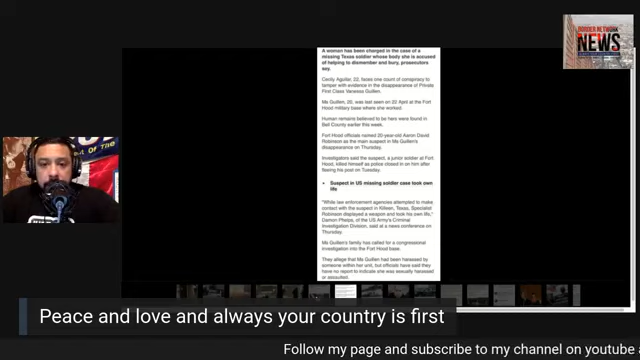 BORDER NETWORK
NEWS
A woman has been charged in the case of a
missing Texas soldier whose body she is accused
of helping to dismember and bury, prosecutors
say.
Cecily Aguilar, 22, faces one count of conspiracy to
tamper with evidence in the disappearance of Private
First Class Vanessa Guillen.
Ms Guillen, 20, was last seen on 22 April at the Fort
Hood military base where she worked.
Human remains believed to be hers were found in
Bell County earlier this week.
Fort Hood officials named 20-year-old Aaron David
Robinson as the main suspect in Ms Guillen's
disappearance on Thursday.
Investigators said the suspect, a junior soldier at Fort
Hood, killed himself as police closed in on him after
fleeing his post on Tuesday.
• Suspect in US missing soldier case took own
life
"While law enforcement agencies attempted to make
contact with the suspect in Killeen, Texas, Specialist
Robinson displayed a weapon and took his own life,"
Damon Phelps, of the US Army's Criminal
Investigation Division, said at a news conference on
Thursday.
Ms Guillen's family has called for a congressional
investigation into the Fort Hood base.
They allege that Ms Guillen had been harassed by
someone within her unit, but officials have said they
have no report to indicate she was sexually harassed
or assaulted.
Peace and love and always your country is first
Follow my page and subscribe to my channel on youtube a